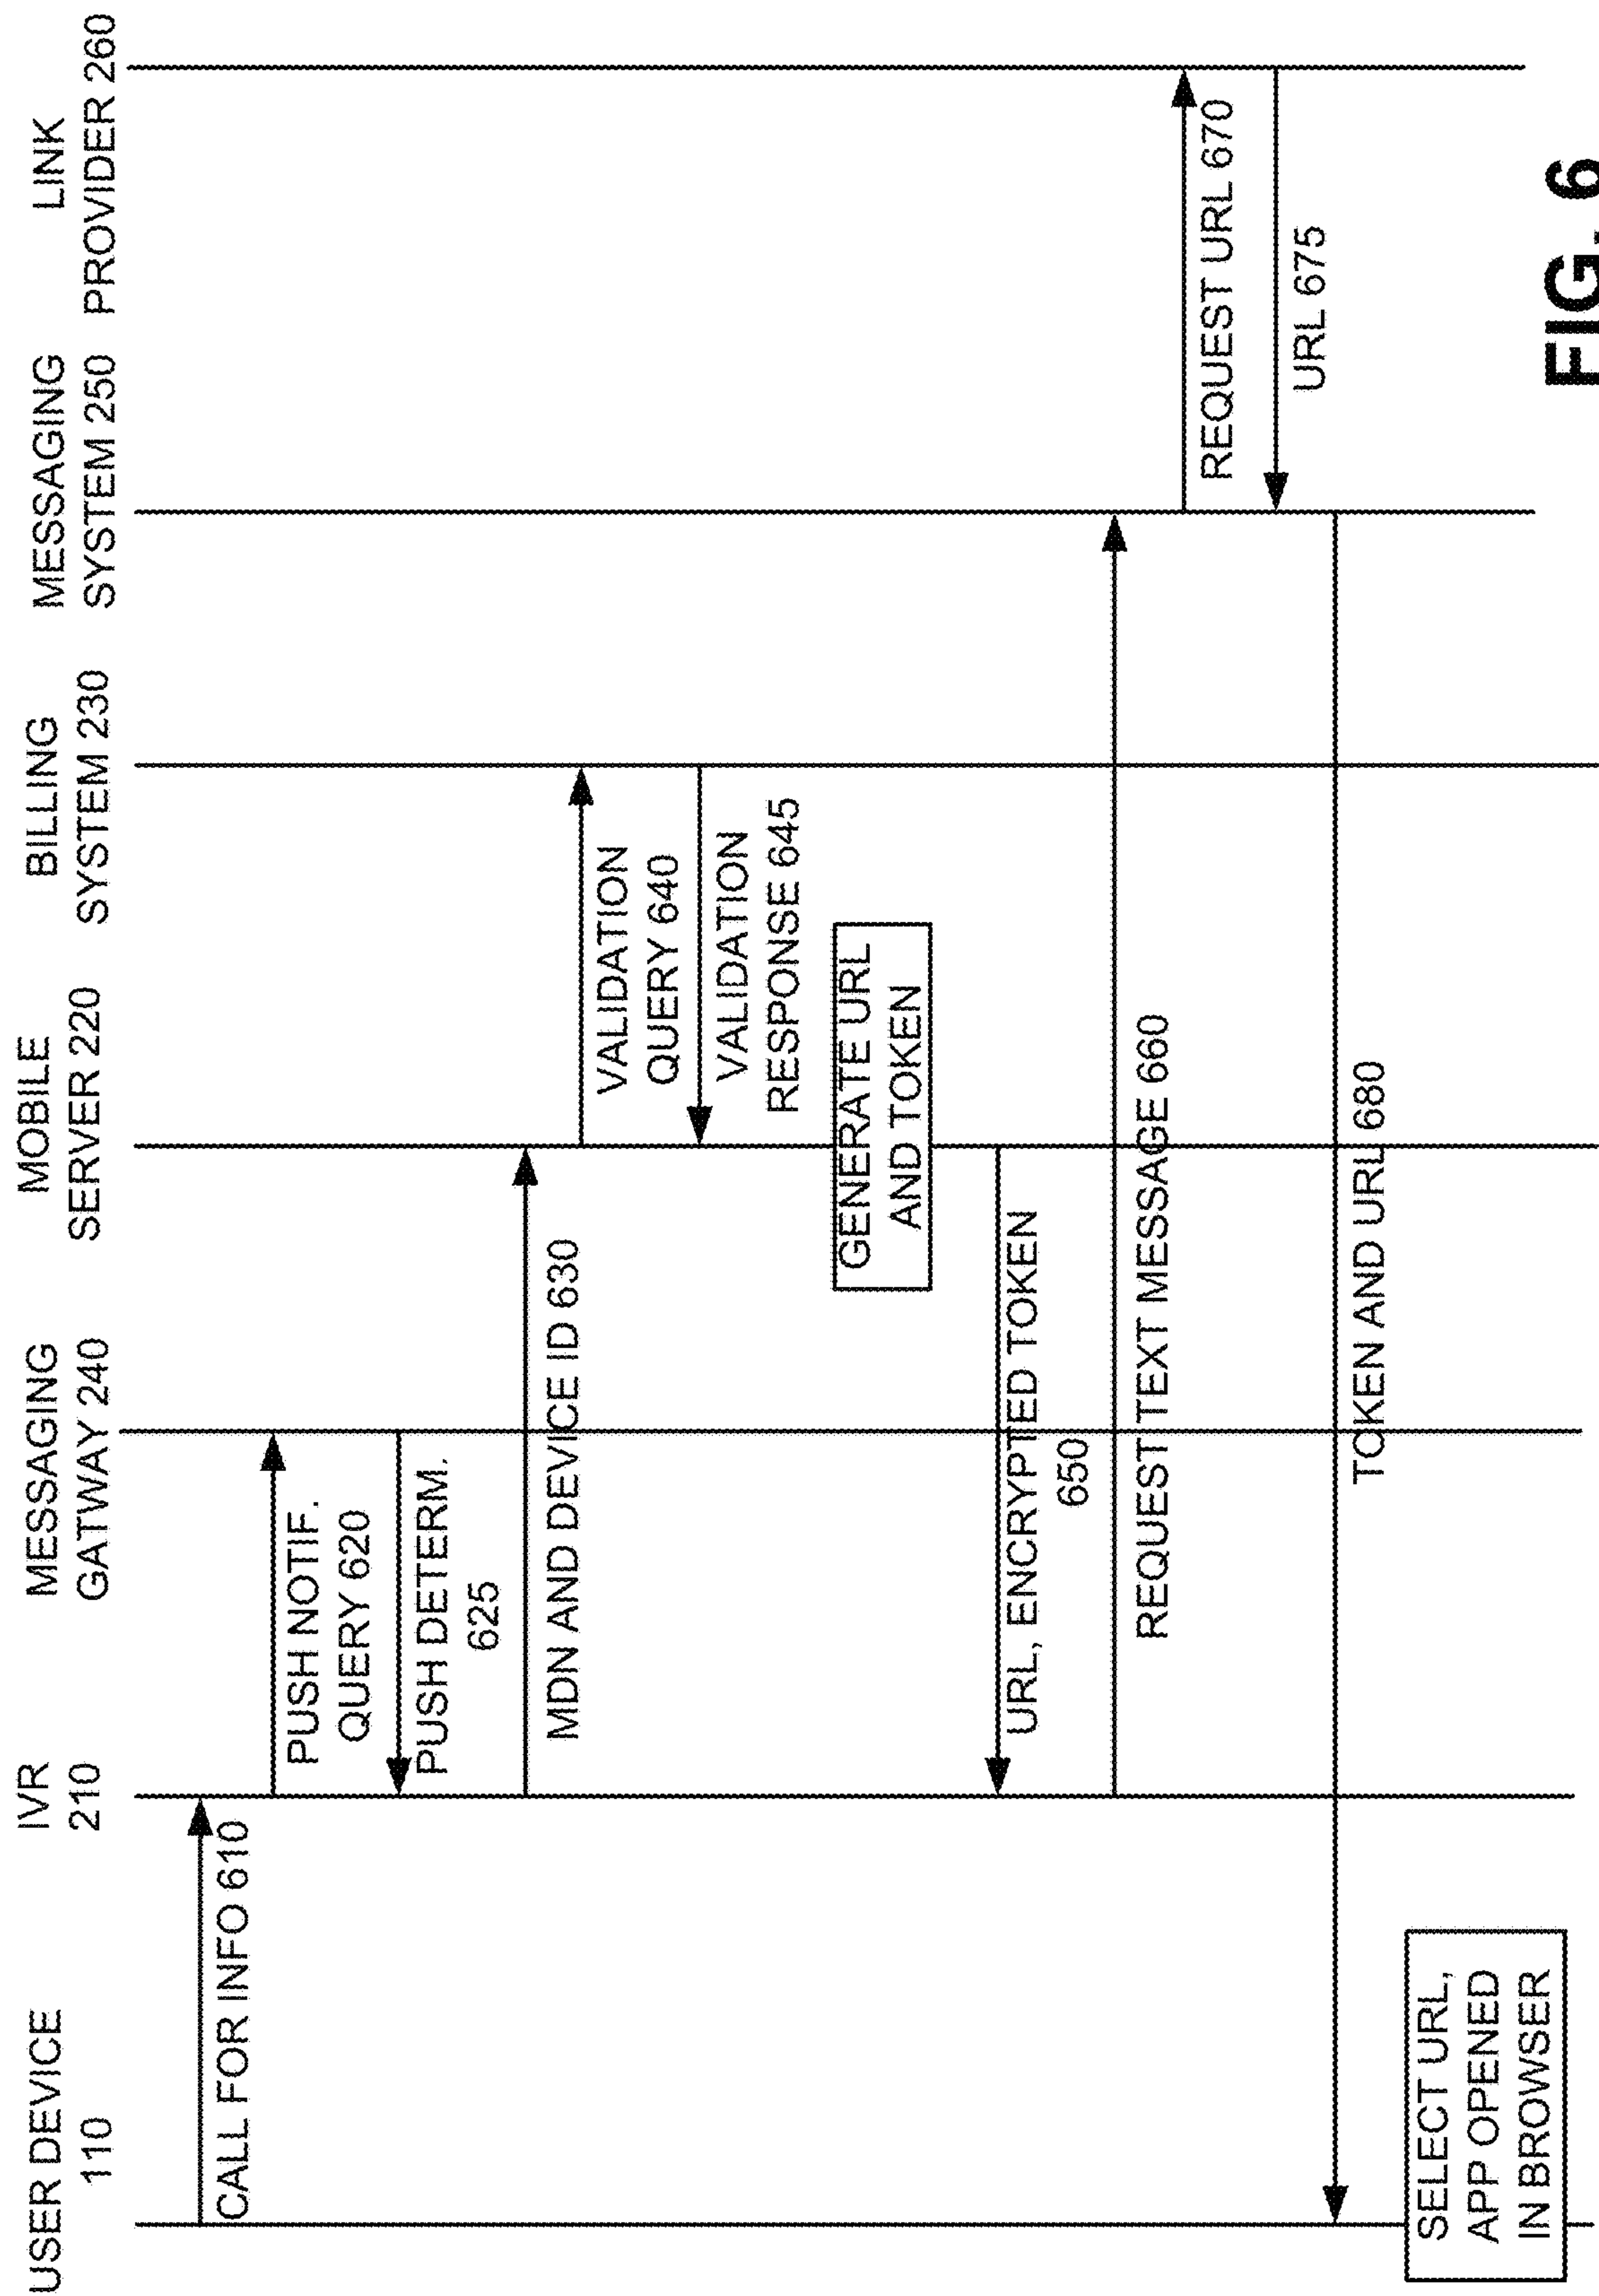 USER DEVICE
110
IVR
210
MESSAGING
GATWAY 240
MOBILE
SERVER 220
BILLING
SYSTEM 230
MESSAGING
SYSTEM 250
LINK
PROVIDER 260
CALL FOR INFO 610
PUSH NOTIF.
QUERY 620
PUSH DETERM.
625
MDN AND DEVICE ID 630
VALIDATION
QUERY 640
VALIDATION
RESPONSE 645
GENERATE URL
AND TOKEN
URL, ENCRYPTED TOKEN
650
REQUEST TEXT MESSAGE 660
REQUEST URL 670
URL 675
TOKEN AND URL 680
SELECT URL,
APP OPENED
IN BROWSER
FIG. 6